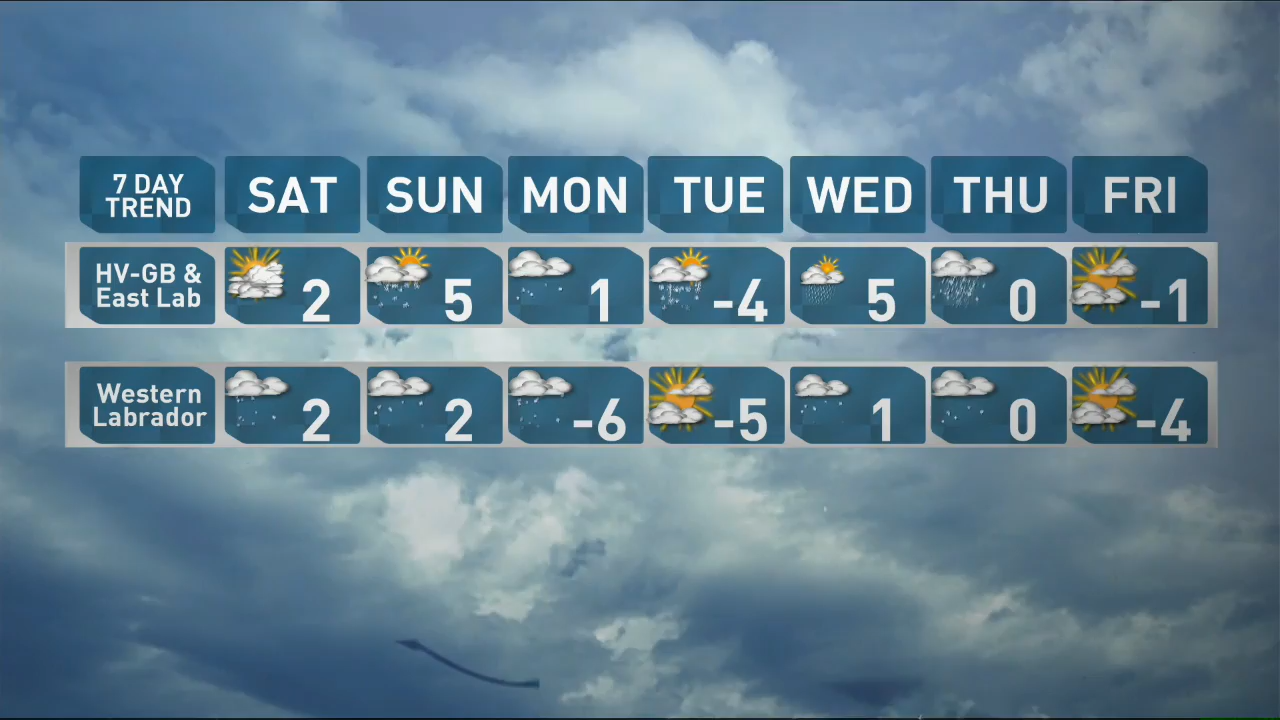 7 DAY
TREND
SAT SUN MON TUE WED THU FRI
HV-GB &
East Lab
2 5 1 -4 5 0 -1
Western
Labrador
2 2 -6 -5 1 0 -4